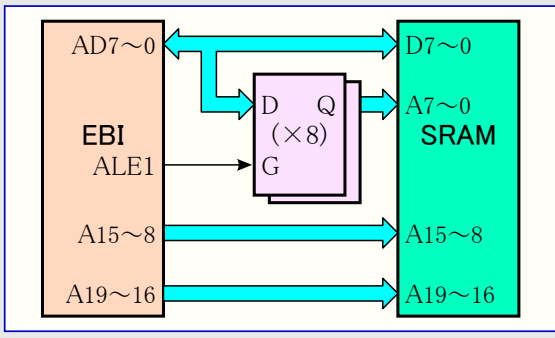 AD7～0
D7～0
D Q
A7～0
(×8)
EBI
SRAM
ALE1
G
A15～8
A15～8
A19～16
A19～16